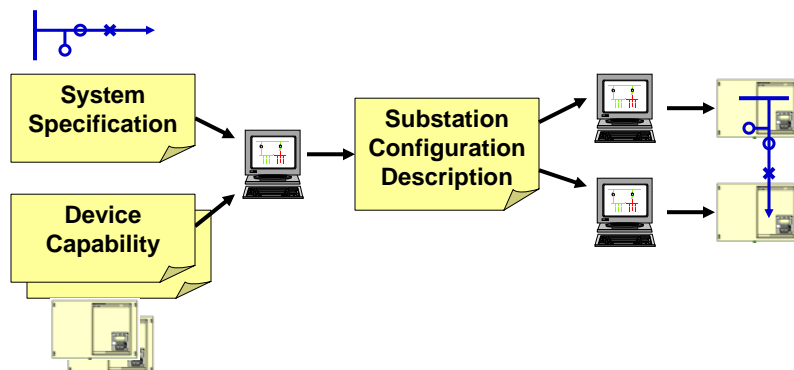 System
Specification
Substation
Configuration
Description
Device
Capability